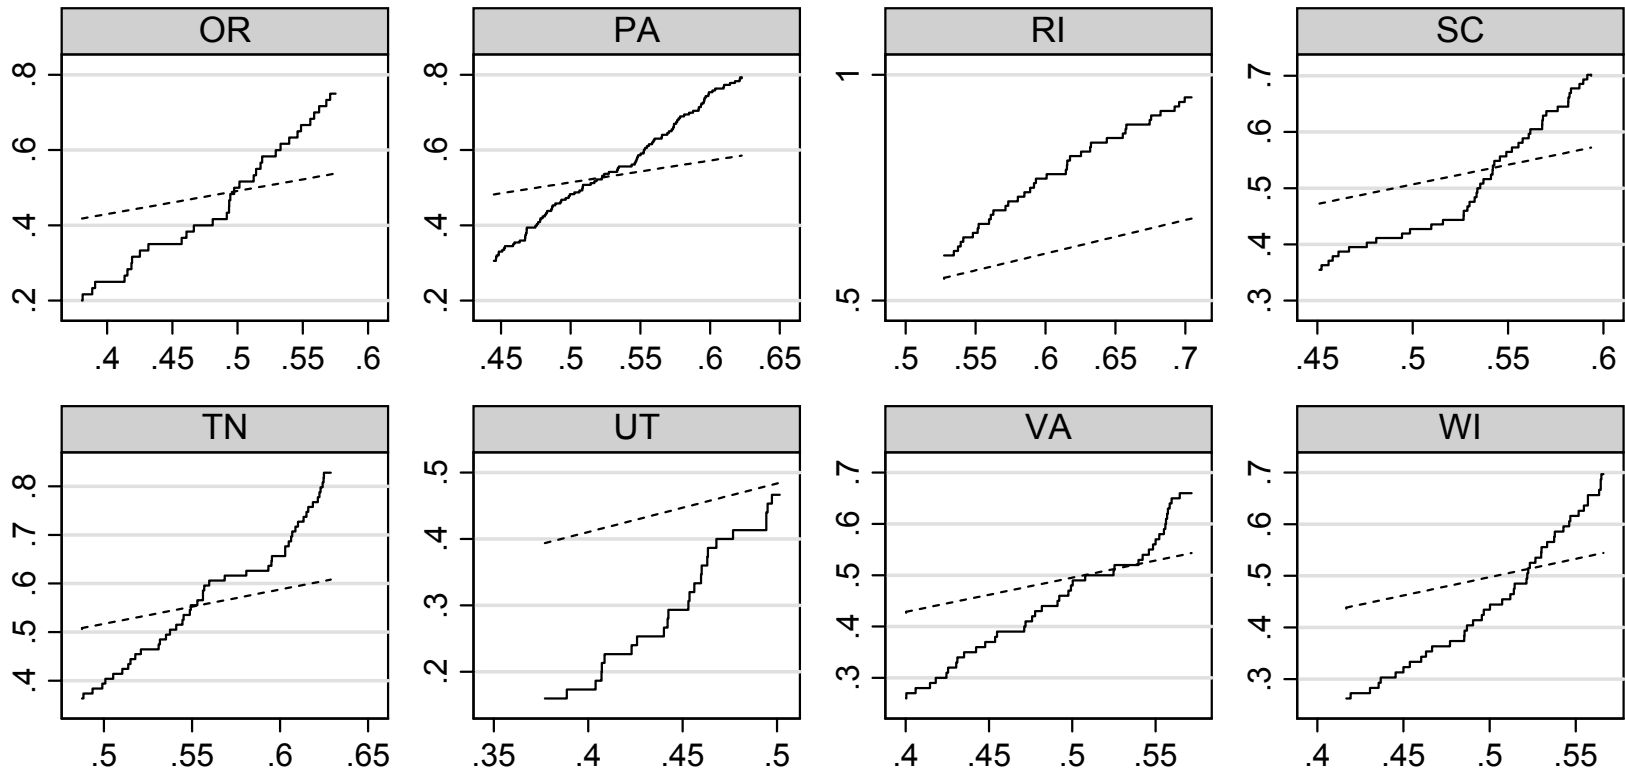 OR PA RI SC
.8 .8 1 .7
.6 .6 .5 .6
.4 .4 .5
.2 .2 .4
.3
.4 .45 .5 .55 .6 .45 .5 .55 .6 .65 .5 .55 .6 .65 .7 .45 .5 .55 .6
TN UT VA WI
.8 .5 .7 .7
.7 .4 .6 .6
.6 .3 .5 .5
.5 .2 .4 .4
.4 .3 .3
.5 .55 .6 .65 .35 .4 .45 .5 .4 .45 .5 .55 .4 .45 .5 .55